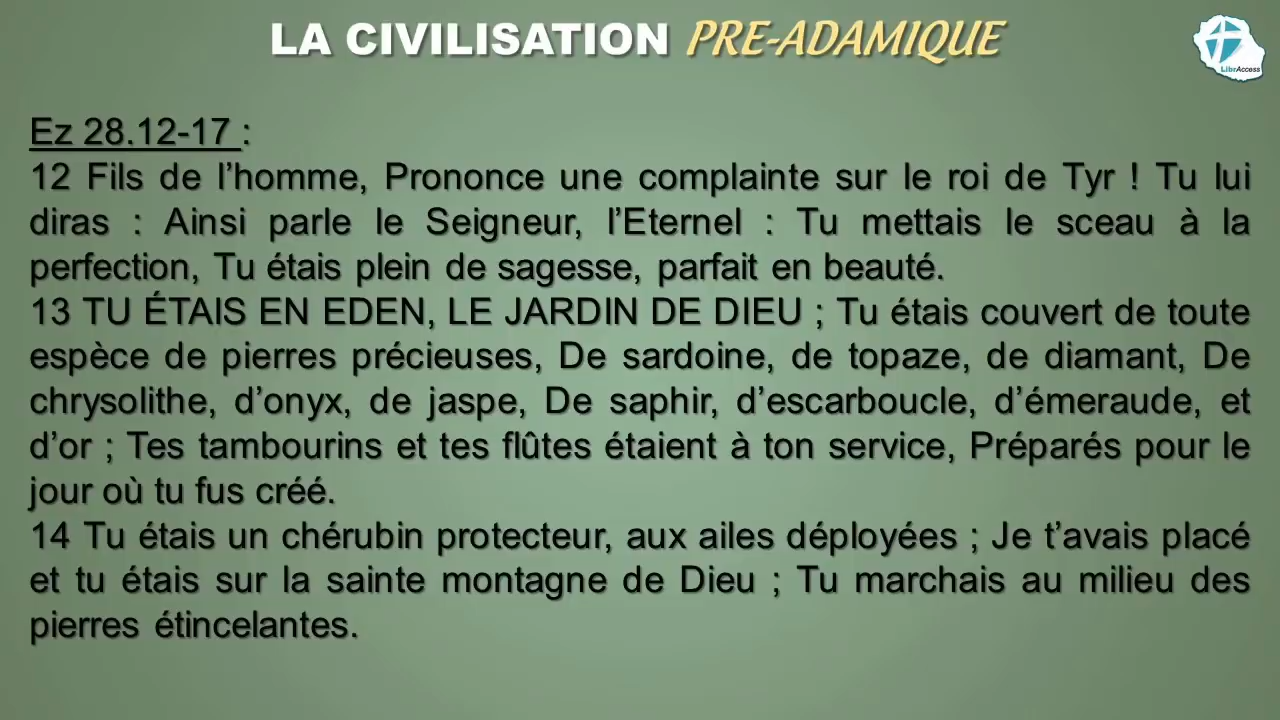 LA CIVILISATION PRE-ADAMIQUE
LibrAccess
Ez 28.12-17 :
12 Fils de l’homme, Prononce une complainte sur le roi de Tyr ! Tu lui
diras : Ainsi parle le Seigneur, l’Eternel : Tu mettais le sceau à la
perfection, Tu étais plein de sagesse, parfait en beauté.
13 TU ÉTAIS EN EDEN, LE JARDIN DE DIEU ; Tu étais couvert de toute
espèce de pierres précieuses, De sardoine, de topaze, de diamant, De
chrysolithe, d’onyx, de jaspe, De saphir, d’escarboucle, d’émeraude, et
d’or ; Tes tambourins et tes flûtes étaient à ton service, Préparés pour le
jour où tu fus créé.
14 Tu étais un chérubin protecteur, aux ailes déployées ; Je t’avais placé
et tu étais sur la sainte montagne de Dieu ; Tu marchais au milieu des
pierres étincelantes.